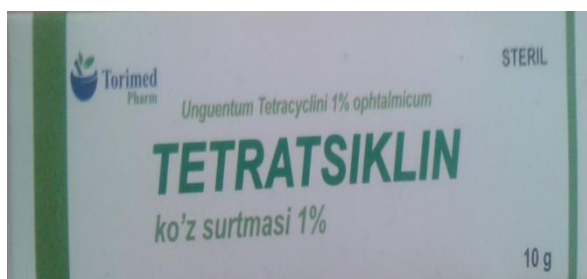 STERIL
Torimed
Pharm
Unguentum Tetracyclini 1% ophtalmicum
TETRATSIKLIN
ko'z surtmasi 1%
10 g